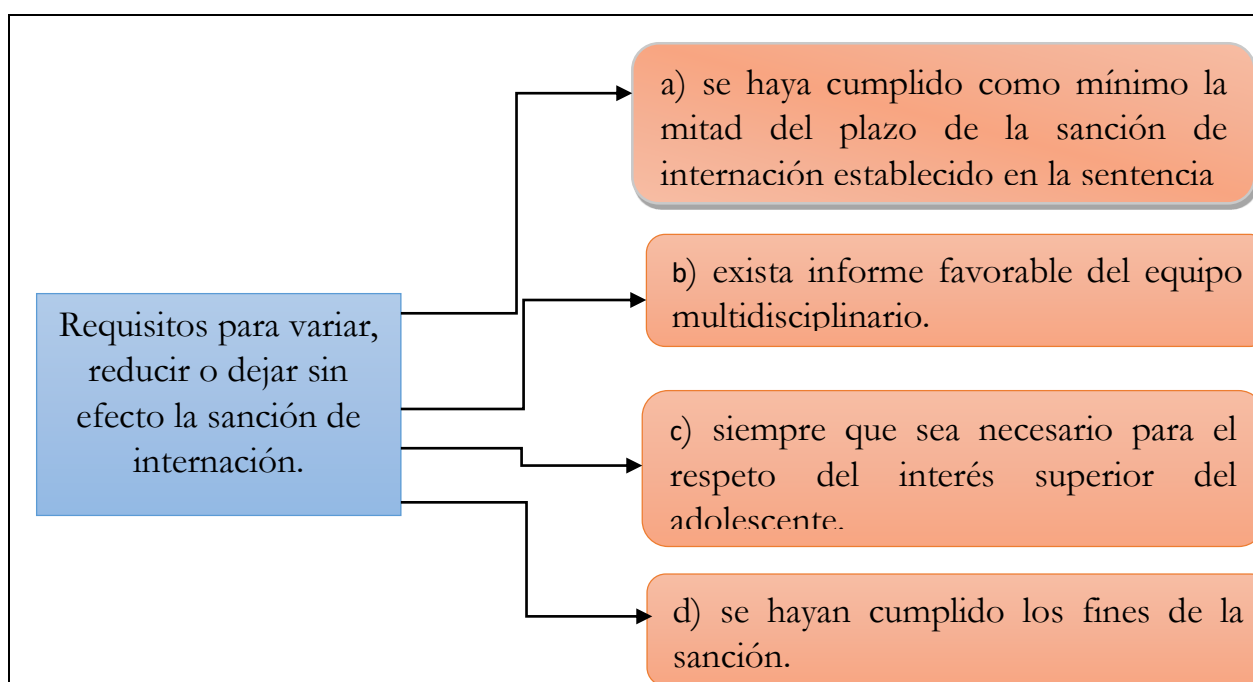 Requisitos para variar,
reducir o dejar sin
efecto la sanción de
internación.
a) se haya cumplido como mínimo la
mitad del plazo de la sanción de
internación establecido en la sentencia
b) exista informe favorable del equipo
multidisciplinario.
c) siempre que sea necesario para el
respeto del interés superior del
adolescente.
d) se hayan cumplido los fines de la
sanción.